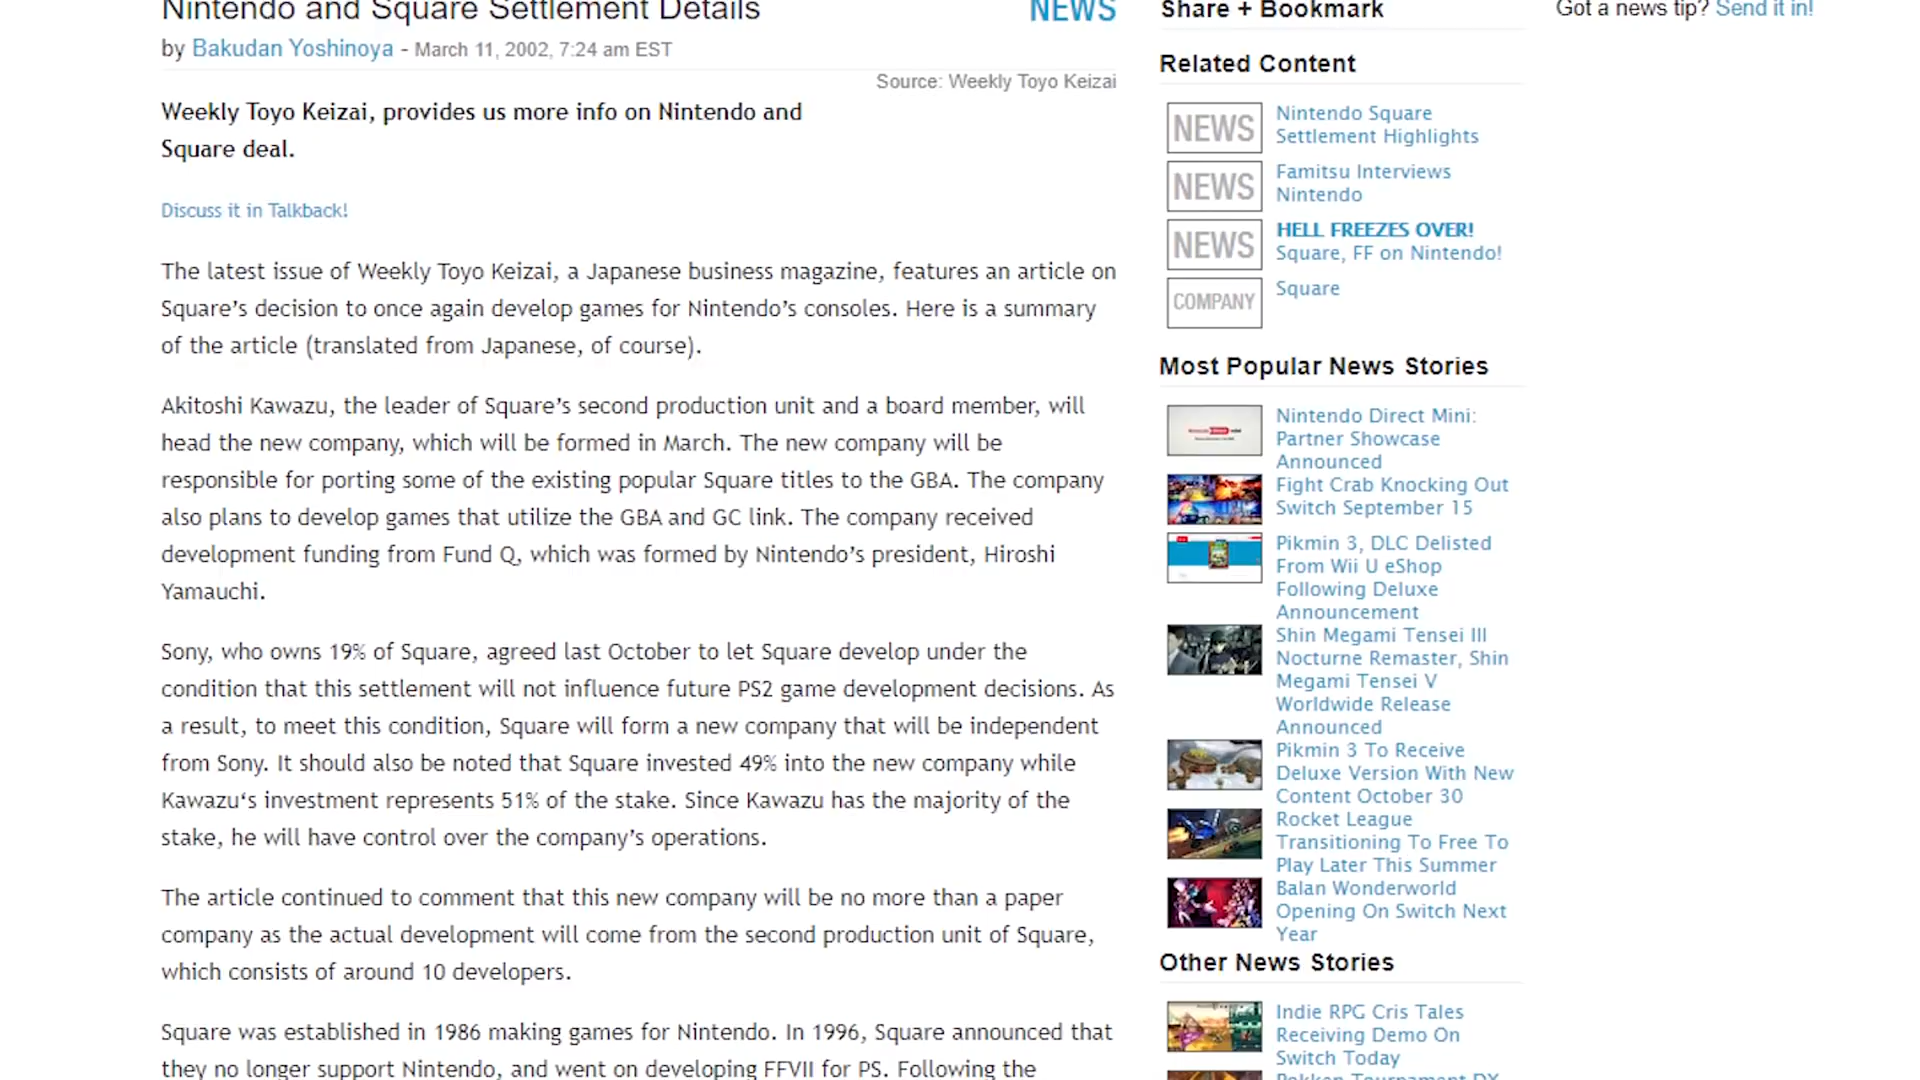 Nintendo and Square Settlement Details
NEWS
by Bakudan Yoshinoya - March 11, 2002, 7:24 am EST
Source: Weekly Toyo Keizai
Weekly Toyo Keizai, provides us more info on Nintendo and
Square deal.
Discuss it in Talkback!
The latest issue of Weekly Toyo Keizai, a Japanese business magazine, features an article on
Square’s decision to once again develop games for Nintendo’s consoles. Here is a summary
of the article (translated from Japanese, of course).
Akitoshi Kawazu, the leader of Square’s second production unit and a board member, will
head the new company, which will be formed in March. The new company will be
responsible for porting some of the existing popular Square titles to the GBA. The company
also plans to develop games that utilize the GBA and GC link. The company received
development funding from Fund Q, which was formed by Nintendo’s president, Hiroshi
Yamauchi.
Sony, who owns 19% of Square, agreed last October to let Square develop under the
condition that this settlement will not influence future PS2 game development decisions. As
a result, to meet this condition, Square will form a new company that will be independent
from Sony. It should also be noted that Square invested 49% into the new company while
Kawazu‘s investment represents 51% of the stake. Since Kawazu has the majority of the
stake, he will have control over the company’s operations.
The article continued to comment that this new company will be no more than a paper
company as the actual development will come from the second production unit of Square,
which consists of around 10 developers.
Square was established in 1986 making games for Nintendo. In 1996, Square announced that
they no longer support Nintendo, and went on developing FFVII for PS. Following the
Share + Bookmark
Related Content
NEWS
Nintendo Square
Settlement Highlights
NEWS
Famitsu Interviews
Nintendo
NEWS
HELL FREEZES OVER!
Square, FF on Nintendo!
COMPANY
Square
Most Popular News Stories
Nintendo Direct Mini:
Partner Showcase
Announced
Fight Crab Knocking Out
Switch September 15
Pikmin 3, DLC Delisted
From Wii U eShop
Following Deluxe
Announcement
Shin Megami Tensei III
Nocturne Remaster, Shin
Megami Tensei V
Worldwide Release
Announced
Pikmin 3 To Receive
Deluxe Version With New
Content October 30
Rocket League
Transitioning To Free To
Play Later This Summer
Balan Wonderworld
Opening On Switch Next
Year
Other News Stories
Indie RPG Cris Tales
Receiving Demo On
Switch Today
Pokken Tournament DX
Got a news tip? Send it in!